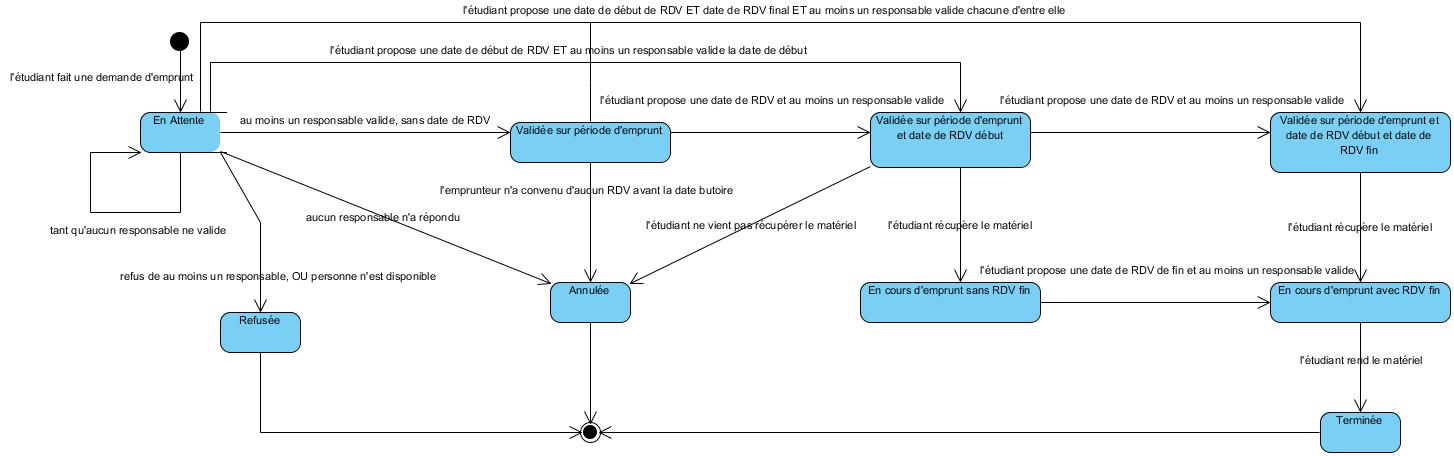 l'étudiant propose une date de début de RDV ET date de RDV final ET au moins un responsable valide chacune d'entre elle
l'étudiant propose une date de début de RDV ET au moins un responsable valide la date de début
l'étudiant fait une demande d'emprunt
l'étudiant propose une date de RDV et au moins un responsable valide
l'étudiant propose une date de RDV et au moins un responsable valide
En Attente
au moins un responsable valide, sans date de RDV
Validée sur période d'emprunt
Validée sur période d'emprunt
et date de RDV début
Validée sur période d'emprunt et
date de RDV début et date de
RDV fin
l'emprunteur n'a convenu d'aucun RDV avant la date butoire
aucun responsable n'a répondu
l'étudiant ne vient pas récupérer le matériel
l'étudiant récupère le matériel
l'étudiant récupère le matériel
tant qu'aucun responsable ne valide
refus de au moins un responsable, OU personne n'est disponible
l'étudiant propose une date de RDV de fin et au moins un responsable valide
Annulée
En cours d'emprunt sans RDV fin
En cours d'emprunt avec RDV fin
Refusée
l'étudiant rend le matériel
Terminée